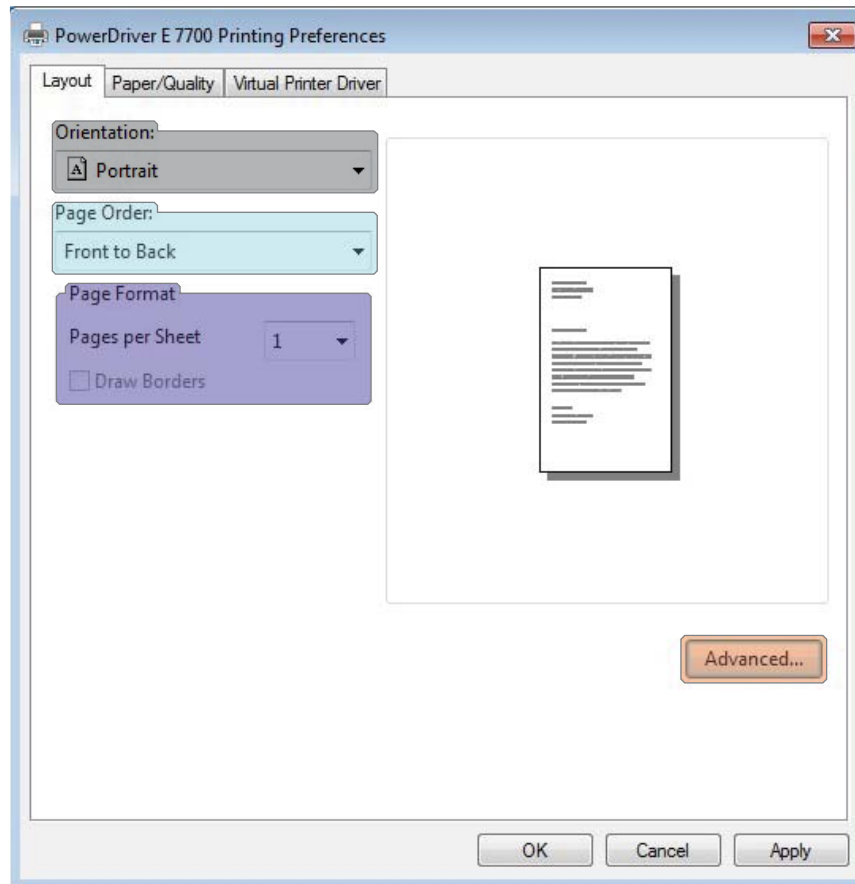 PowerDriver E 7700 Printing Preferences
Layout Paper/Quality Virtual Printer Driver
Orientation:
A Portrait
Page Order:
Front to Back
Page Format
Pages per Sheet 1
Draw Borders
Advanced...
OK Cancel Apply